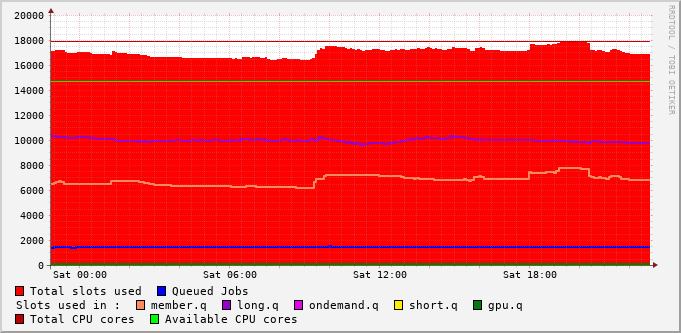 RRDTOOL / TOBI OETIKER
20000
18000
16000
14000
12000
10000
8000
6000
4000
2000
0
Sat 00:00 Sat 06:00 Sat 12:00 Sat 18:00
Total slots used Queued Jobs
Slots used in : member.q long.q ondemand.q short.q gpu.q
Total CPU cores Available CPU cores